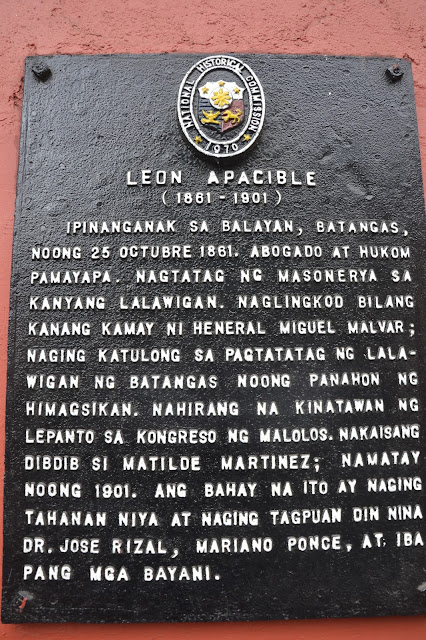 NATIONAL HISTORICAL COMMISSION
1970
LEON APACIBLE
(1861-1901)
IPINANGANAK SA BALAYAN, BATANGAS,
NOONG 25 OCTUBRE 1861. ABOGADO AT HUKOM
PAMAYAPA. NAGTATAG NG MASONERYA SA
KANYANG LALAWIGAN. NAGLINGKOD BILANG
KANANG KAMAY NI HENERAL MIGUEL MALVAR;
NAGING KATULONG SA PAGTATATAG NG LALA-
WIGAN NG BATANGAS NOONG PANAHON NG
HIMAGSIKAN. NAHIRANG NA KINATAWAN NG
LEPANTO SA KONGRESO NG MALOLOS. NAKAISANG
DIBDIB SI MATILDE MARTINEZ; NAMATAY
NOONG 1901. ANG BAHAY NA ITO AY NAGING
TAHANAN NIYA AT NAGING TAGPUAN DIN NINA
DR. JOSE RIZAL, MARIANO PONCE, AT IBA
PANG MGA BAYANI.